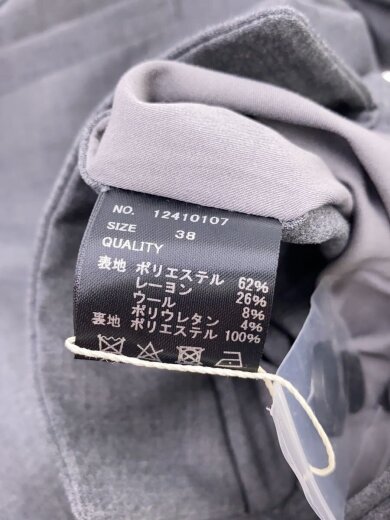 NO. 12410107
SIZE 38
QUALITY
表地 ポリエステル 62%
レーヨン 26%
ウール 8%
ポリウレタン 4%
裏地 ポリエステル 100%